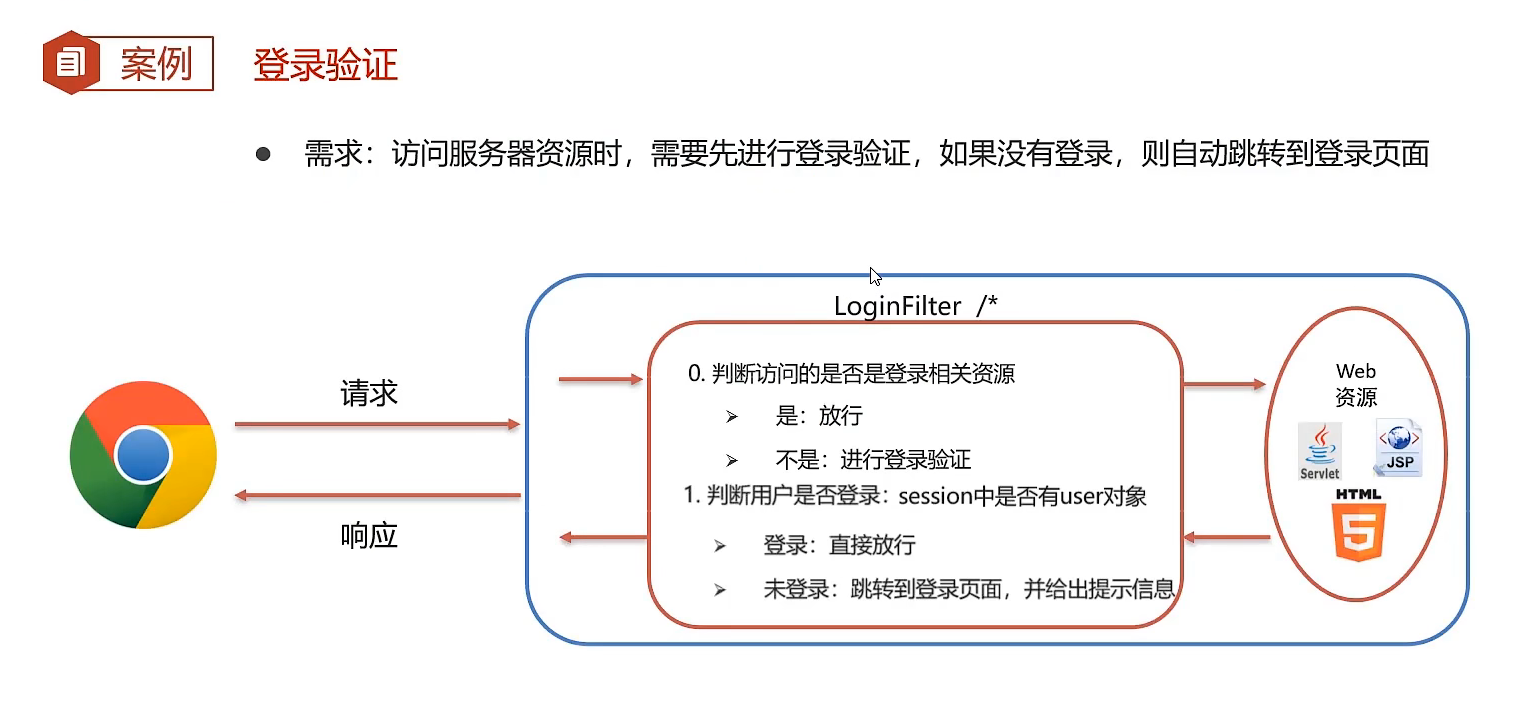 案例
登录验证
● 需求：访问服务器资源时，需要先进行登录验证，如果没有登录，则自动跳转到登录页面
LoginFilter /*
请求
响应
0. 判断访问的是否是登录相关资源
➢ 是：放行
➢ 不是：进行登录验证
1. 判断用户是否登录：session中是否有user对象
➢ 登录：直接放行
➢ 未登录：跳转到登录页面，并给出提示信息
Web
资源
Servlet
JSP
HTML
5